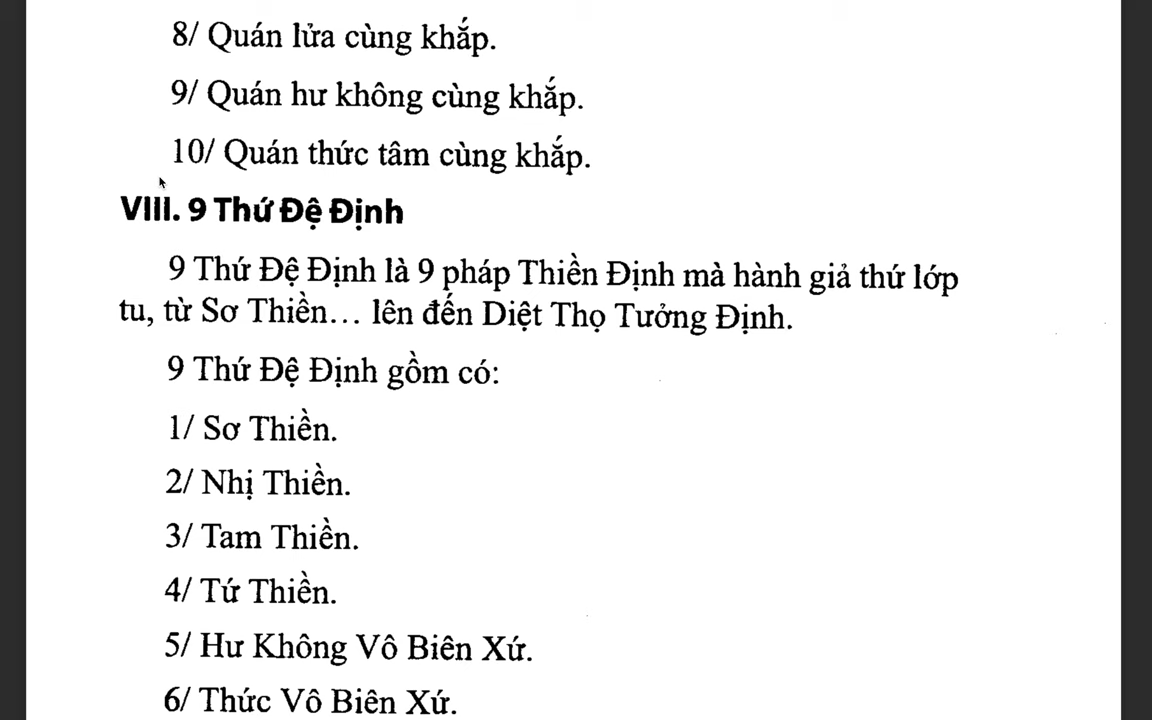 8/ Quán lửa cùng khắp.
9/ Quán hư không cùng khắp.
10/ Quán thức tâm cùng khắp.
VIII. 9 Thứ Đệ Định
9 Thứ Đệ Định là 9 pháp Thiền Định mà hành giả thứ lớp
tu, từ Sơ Thiền... lên đến Diệt Thọ Tưởng Định.
9 Thứ Đệ Định gồm có:
1/ Sơ Thiền.
2/ Nhị Thiền.
3/ Tam Thiền.
4/ Tứ Thiền.
5/ Hư Không Vô Biên Xứ.
6/ Thức Vô Biên Xứ.